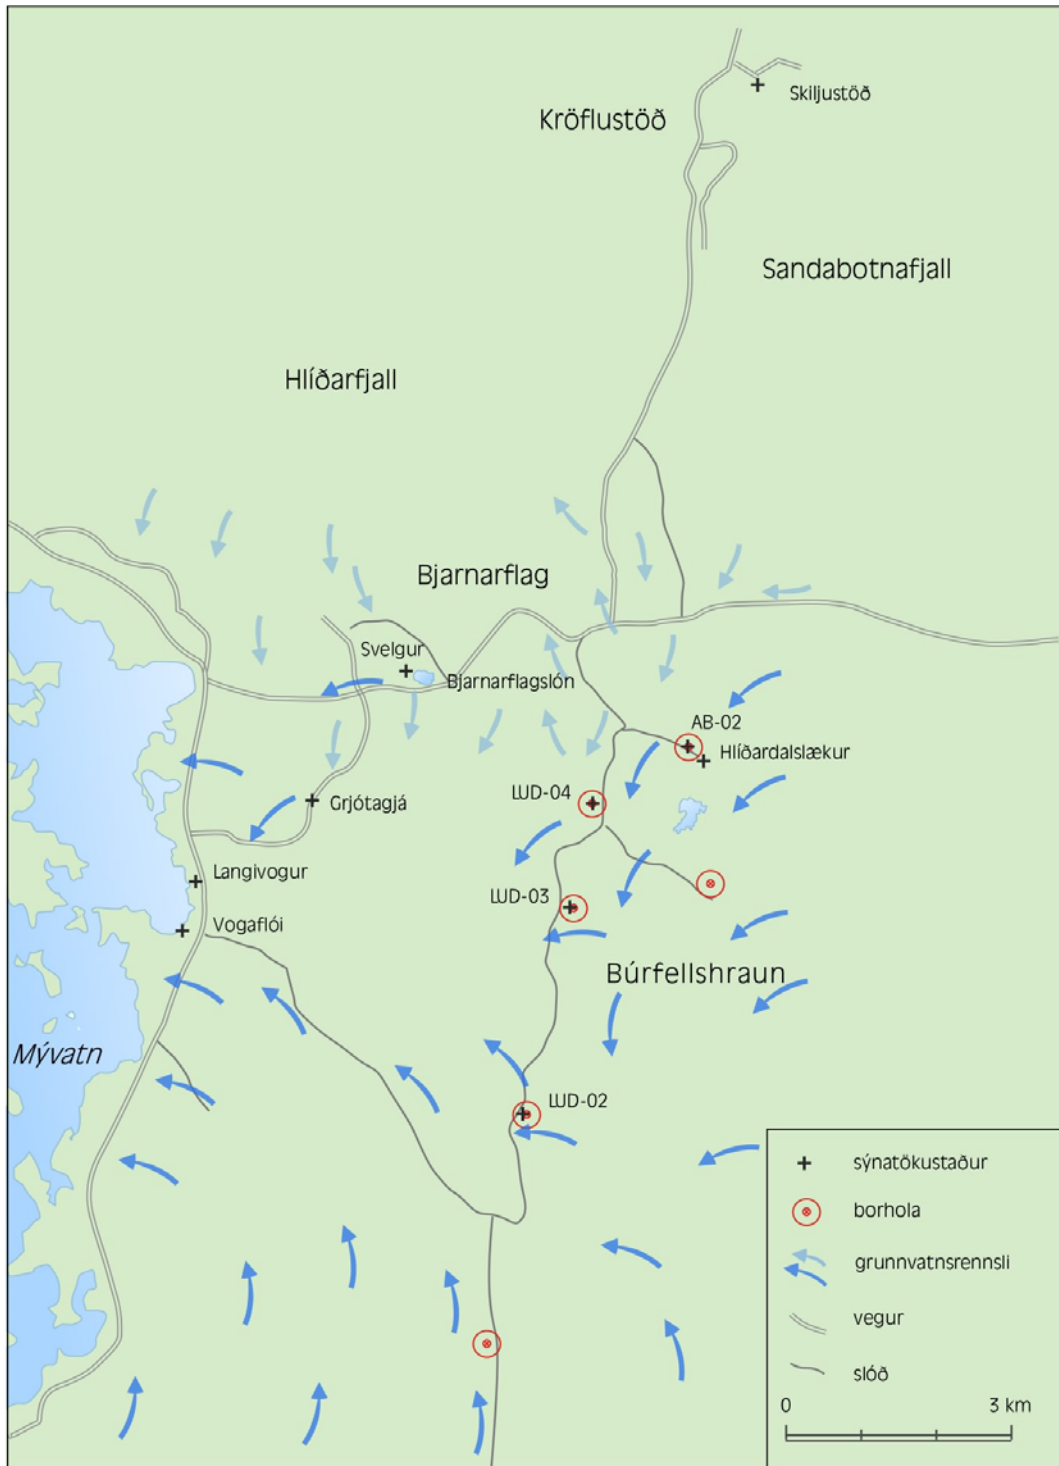 Skiljustöð
Kröflustöð
Sandabotnafjall
Hlíðarfjall
Bjarnarflag
Svelgur
Bjarnarflagslón
AB-02
Hlíðardalslækur
LUD-04
Grjótagjá
Langivogur
LUD-03
Vogaflói
Búrfellshraun
Mývatn
LUD-02
sýnatökustaður
borhola
grunnvatnsrennsli
vegur
slóð
0 3 km